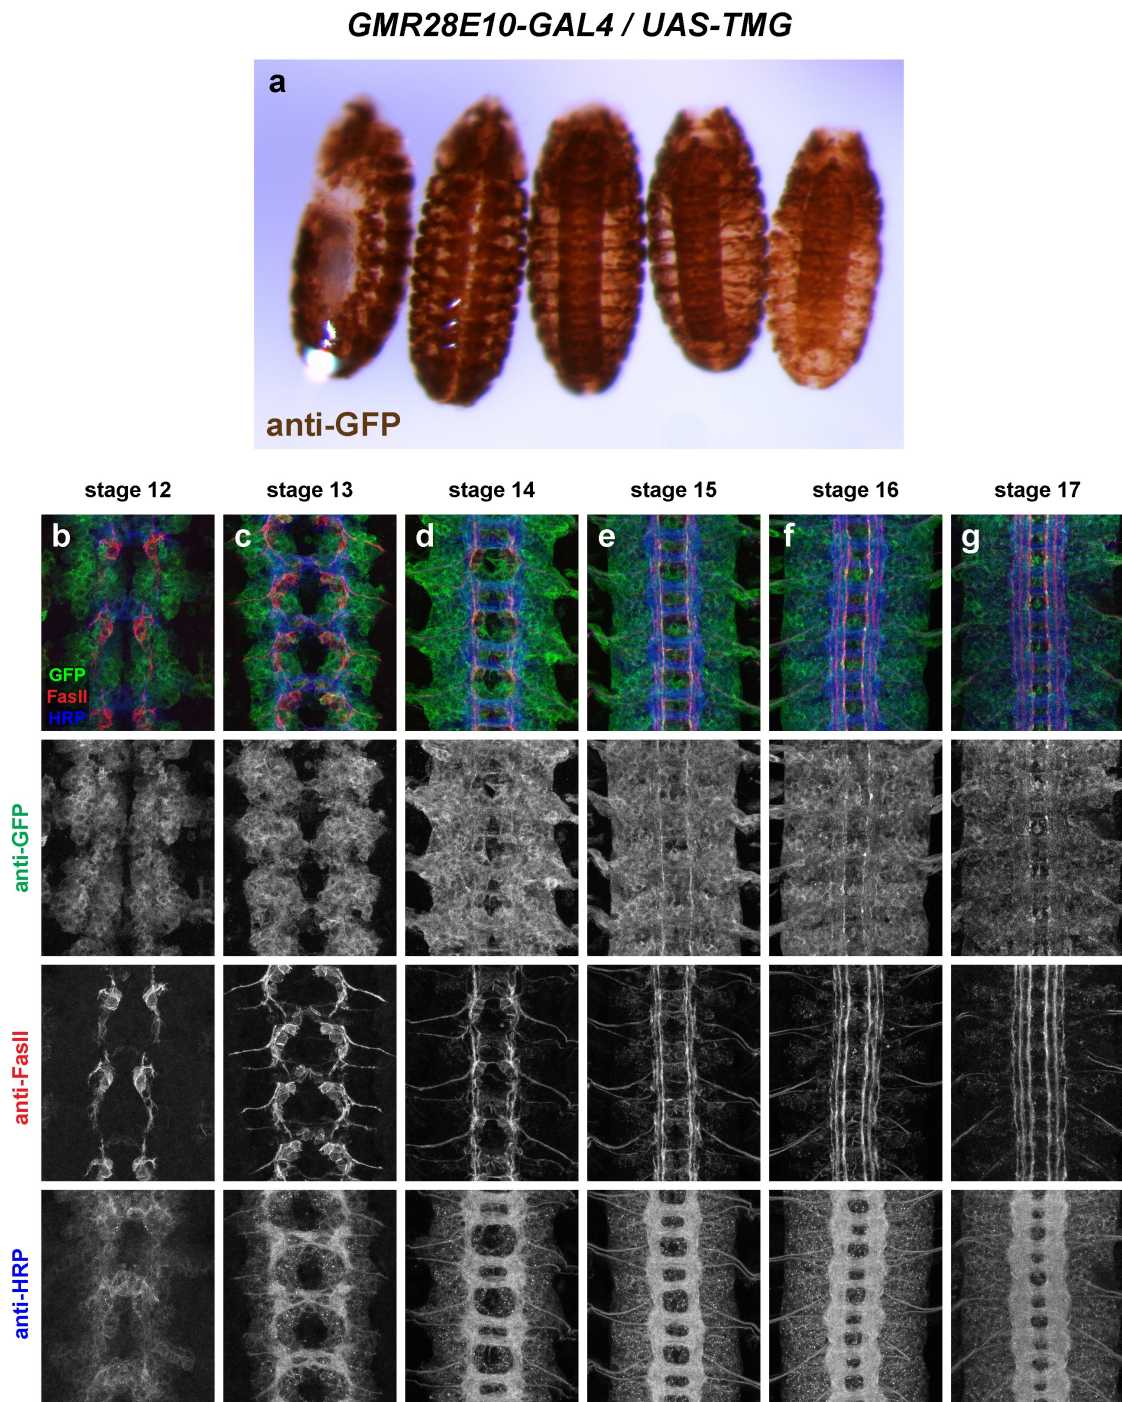 GMR28E10-GAL4 / UAS-TMG
a
anti-GFP
stage 12
stage 13
stage 14
stage 15
stage 16
stage 17
b
c
d
e
f
g
GFP
FasII
HRP
anti-GFP
anti-FasII
anti-HRP